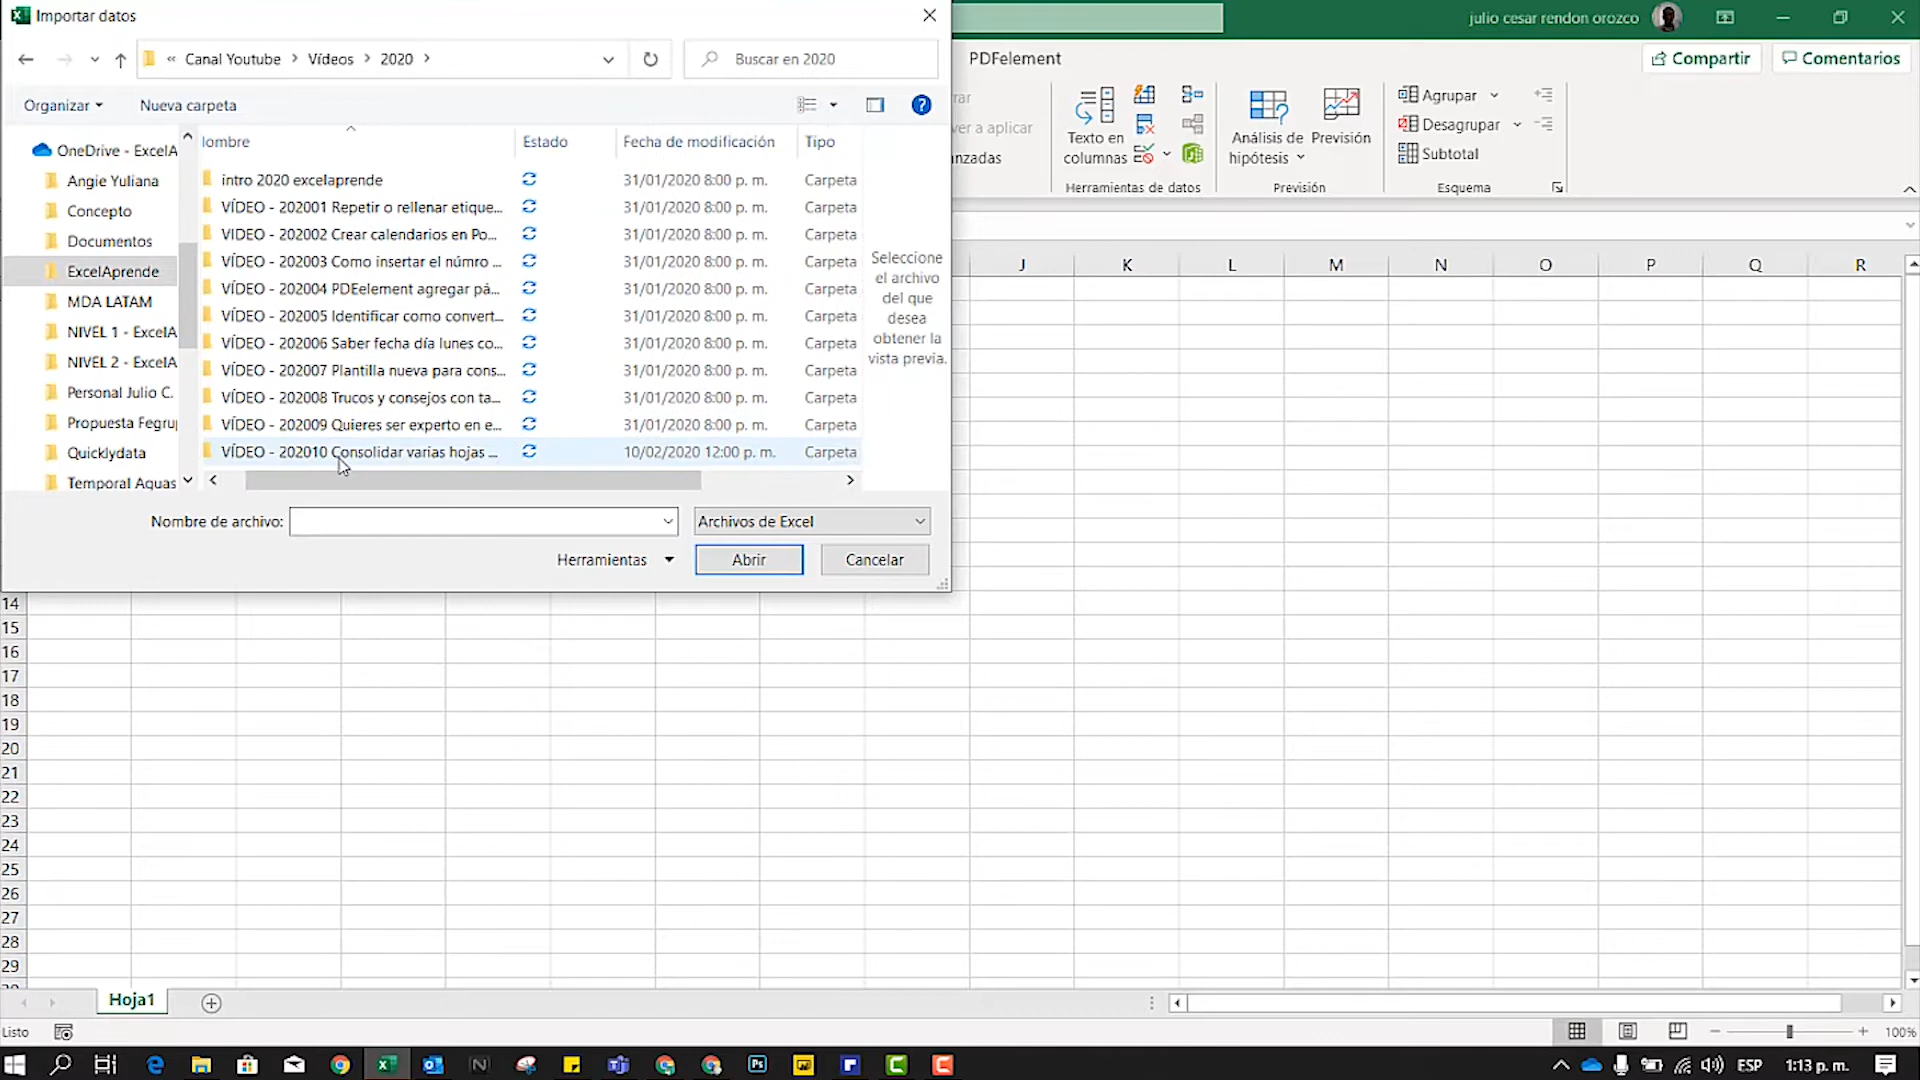 Importar datos
julio cesar rendon orozco
« Canal Youtube > Vídeos > 2020 >
Buscar en 2020
PDFelement
Compartir
Comentarios
Organizar
Nueva carpeta
Agrupar
Desagrupar
Subtotal
Texto en
columnas
Análisis de
hipótesis
Previsión
ver a aplicar
anzadas
Herramientas de datos
Previsión
Esquema
OneDrive - ExcelA
Angie Yuliana
Concepto
Documentos
ExcelAprende
MDA LATAM
NIVEL 1 - ExcelA
NIVEL 2 - ExcelA
Personal Julio C.
Propuesta Fegru
Quicklydata
Temporal Aquas
lombre Estado Fecha de modificación Tipo
intro 2020 excelaprende 31/01/2020 8:00 p. m. Carpeta
VÍDEO - 202001 Repetir o rellenar etique... 31/01/2020 8:00 p. m. Carpeta
VIDEO - 202002 Crear calendarios en Po... 31/01/2020 8:00 p. m. Carpeta
VÍDEO - 202003 Como insertar el númro ... 31/01/2020 8:00 p. m. Carpeta
VÍDEO - 202004 PDEelement agregar pá... 31/01/2020 8:00 p. m. Carpeta
VÍDEO - 202005 Identificar como convert... 31/01/2020 8:00 p. m. Carpeta
VÍDEO - 202006 Saber fecha día lunes co... 31/01/2020 8:00 p. m. Carpeta
VÍDEO - 202007 Plantilla nueva para cons... 31/01/2020 8:00 p. m. Carpeta
VÍDEO - 202008 Trucos y consejos con ta... 31/01/2020 8:00 p. m. Carpeta
VÍDEO - 202009 Quieres ser experto en e... 31/01/2020 8:00 p. m. Carpeta
VÍDEO - 202010 Consolidar varias hojas ... 10/02/2020 12:00 p. m. Carpeta
Seleccione
el archivo
del que
desea
obtener la
vista previa.
Nombre de archivo:
Archivos de Excel
Herramientas
Abrir
Cancelar
J K L M N O P Q R
14
15
16
17
18
19
20
21
22
23
24
25
26
27
28
29
Hoja1
Listo
100%
ESP
1:13 p. m.